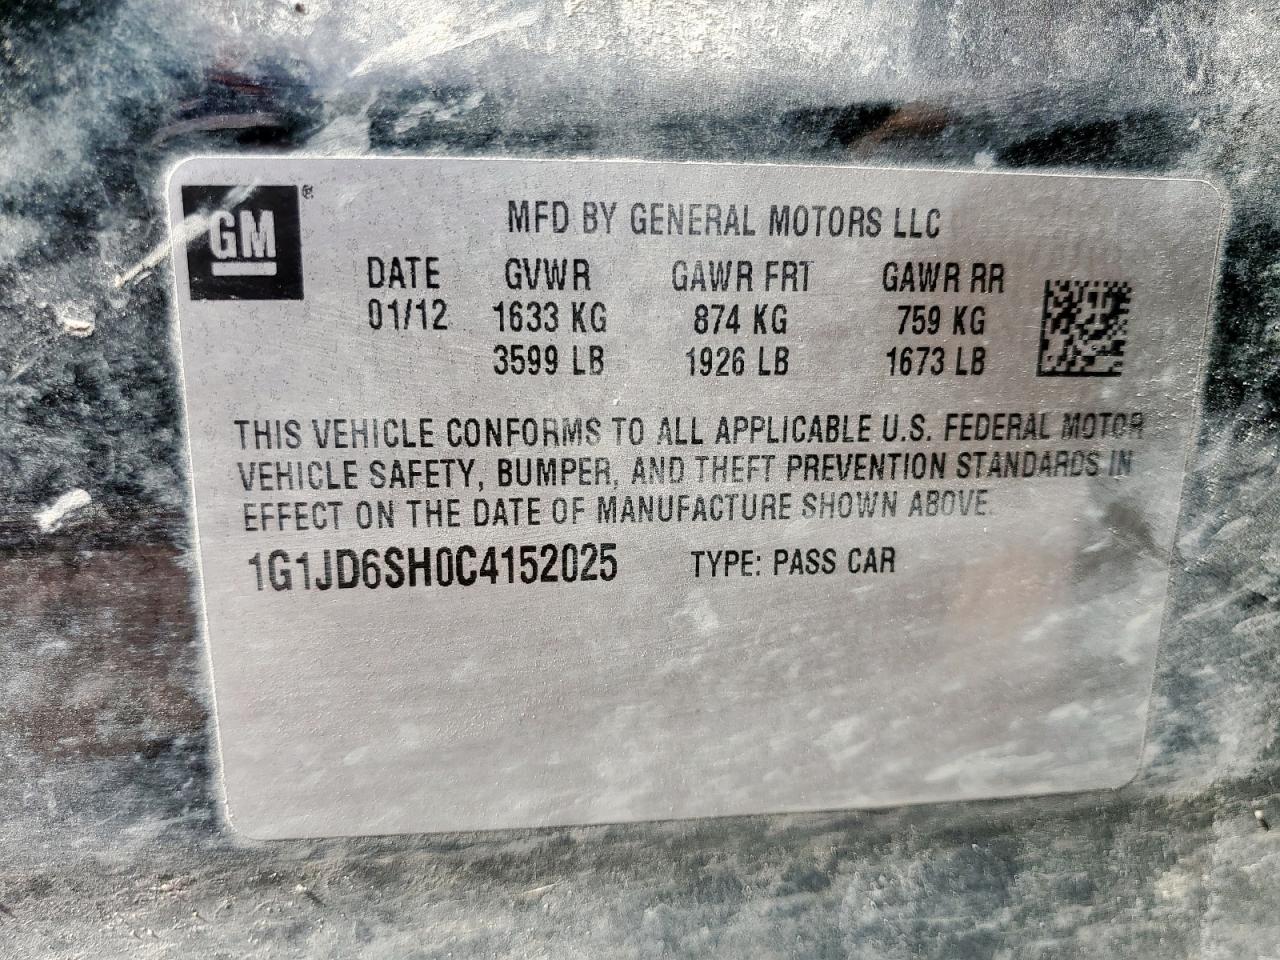 GM®
MFD BY GENERAL MOTORS LLC
DATE GVWR GAWR FRT GAWR RR
01/12 1633 KG 874 KG 759 KG
3599 LB 1926 LB 1673 LB
THIS VEHICLE CONFORMS TO ALL APPLICABLE U.S. FEDERAL MOTOR
VEHICLE SAFETY, BUMPER, AND THEFT PREVENTION STANDARDS IN
EFFECT ON THE DATE OF MANUFACTURE SHOWN ABOVE.
1G1JD6SH0C4152025 TYPE: PASS CAR